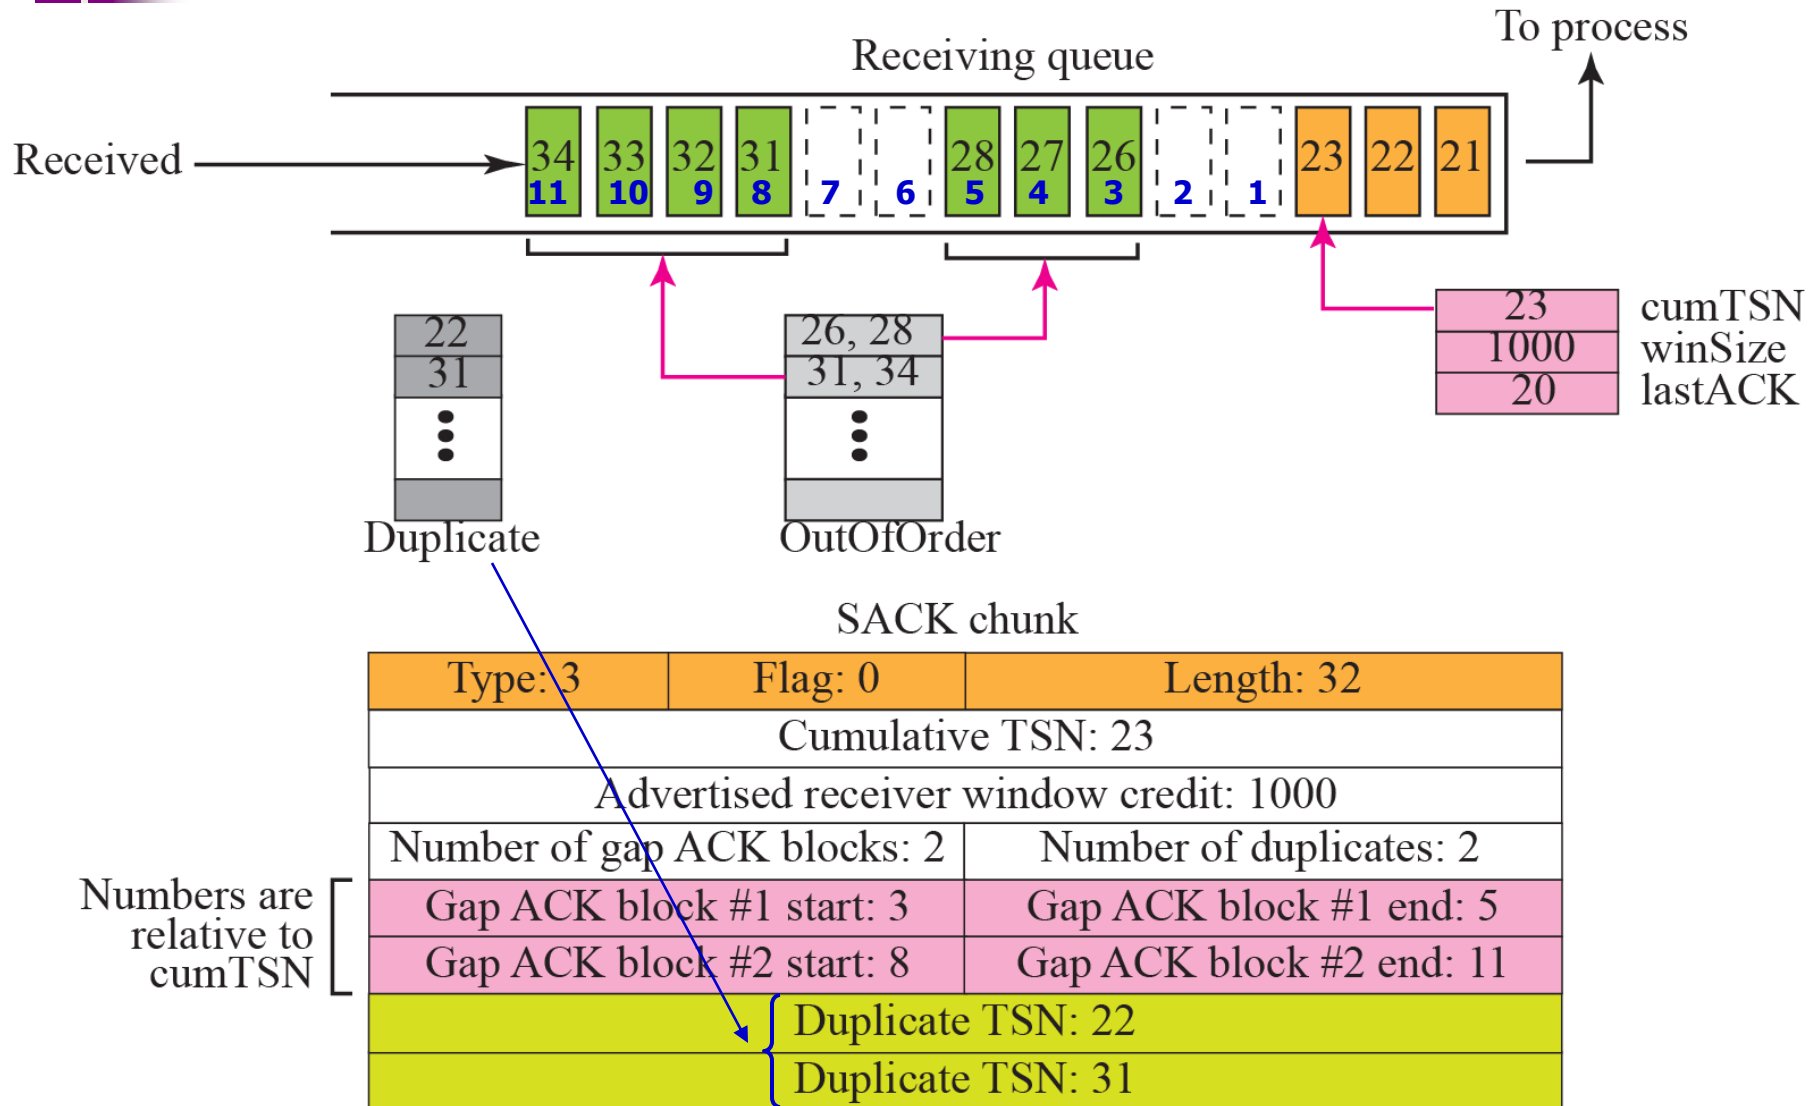 To process
Receiving queue
Received
34 33 32 31 28 27 26 23 22 21
11 10 9 8 7 6 5 4 3 2 1
23 cumTSN
1000 winSize
20 lastACK
22
31
Duplicate
26, 28
31, 34
OutOfOrder
SACK chunk
Type: 3 Flag: 0 Length: 32
Cumulative TSN: 23
Advertised receiver window credit: 1000
Number of gap ACK blocks: 2 Number of duplicates: 2
Numbers are
relative to
cumTSN
Gap ACK block #1 start: 3 Gap ACK block #1 end: 5
Gap ACK block #2 start: 8 Gap ACK block #2 end: 11
Duplicate TSN: 22
Duplicate TSN: 31